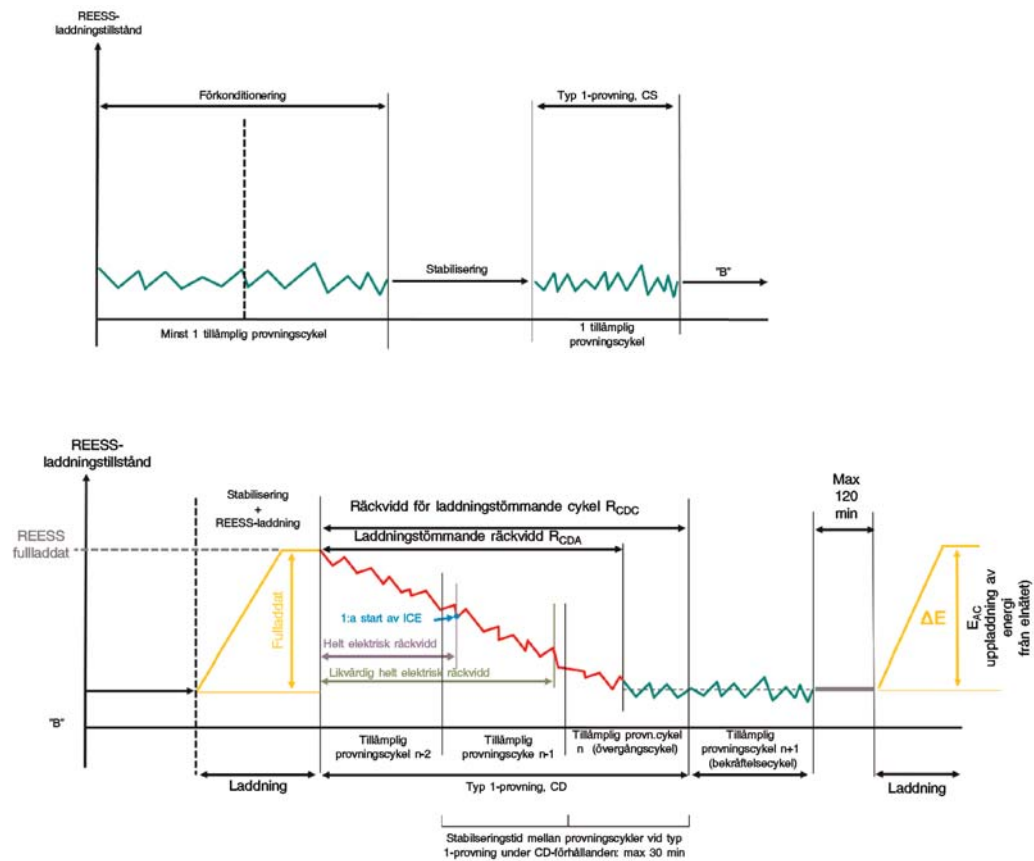 REESS-
laddningstillstånd
Förkonditionering
Typ 1-provning, CS
Stabilisering
"B"
Minst 1 tillämplig provningscykel
1 tillämplig
provningscykel
REESS-
laddningstillstånd
Max
120
min
Stabilisering
+
REESS-laddning
Räckvidd för laddningstömmande cykel RCDC
REESS
fullladdat
Laddningstömmande räckvidd RCDA
Fulladdat
1:a start av ICE
Helt elektrisk räckvidd
Likvärdig helt elektrisk räckvidd
ΔE
EAC
uppladdning av
energi
från elnätet)
"B"
Tillämplig
provningscykel n-2
Tillämplig
provningscyke n-1
Tillämplig provn.cykel
n (övergångscykel)
Tillämplig
provningscykel n+1
(bekräftelsecykel)
Laddning
Typ 1-provning, CD
Laddning
Stabilseringstid mellan provningscykler vid typ
1-provning under CD-förhållanden: max 30 min